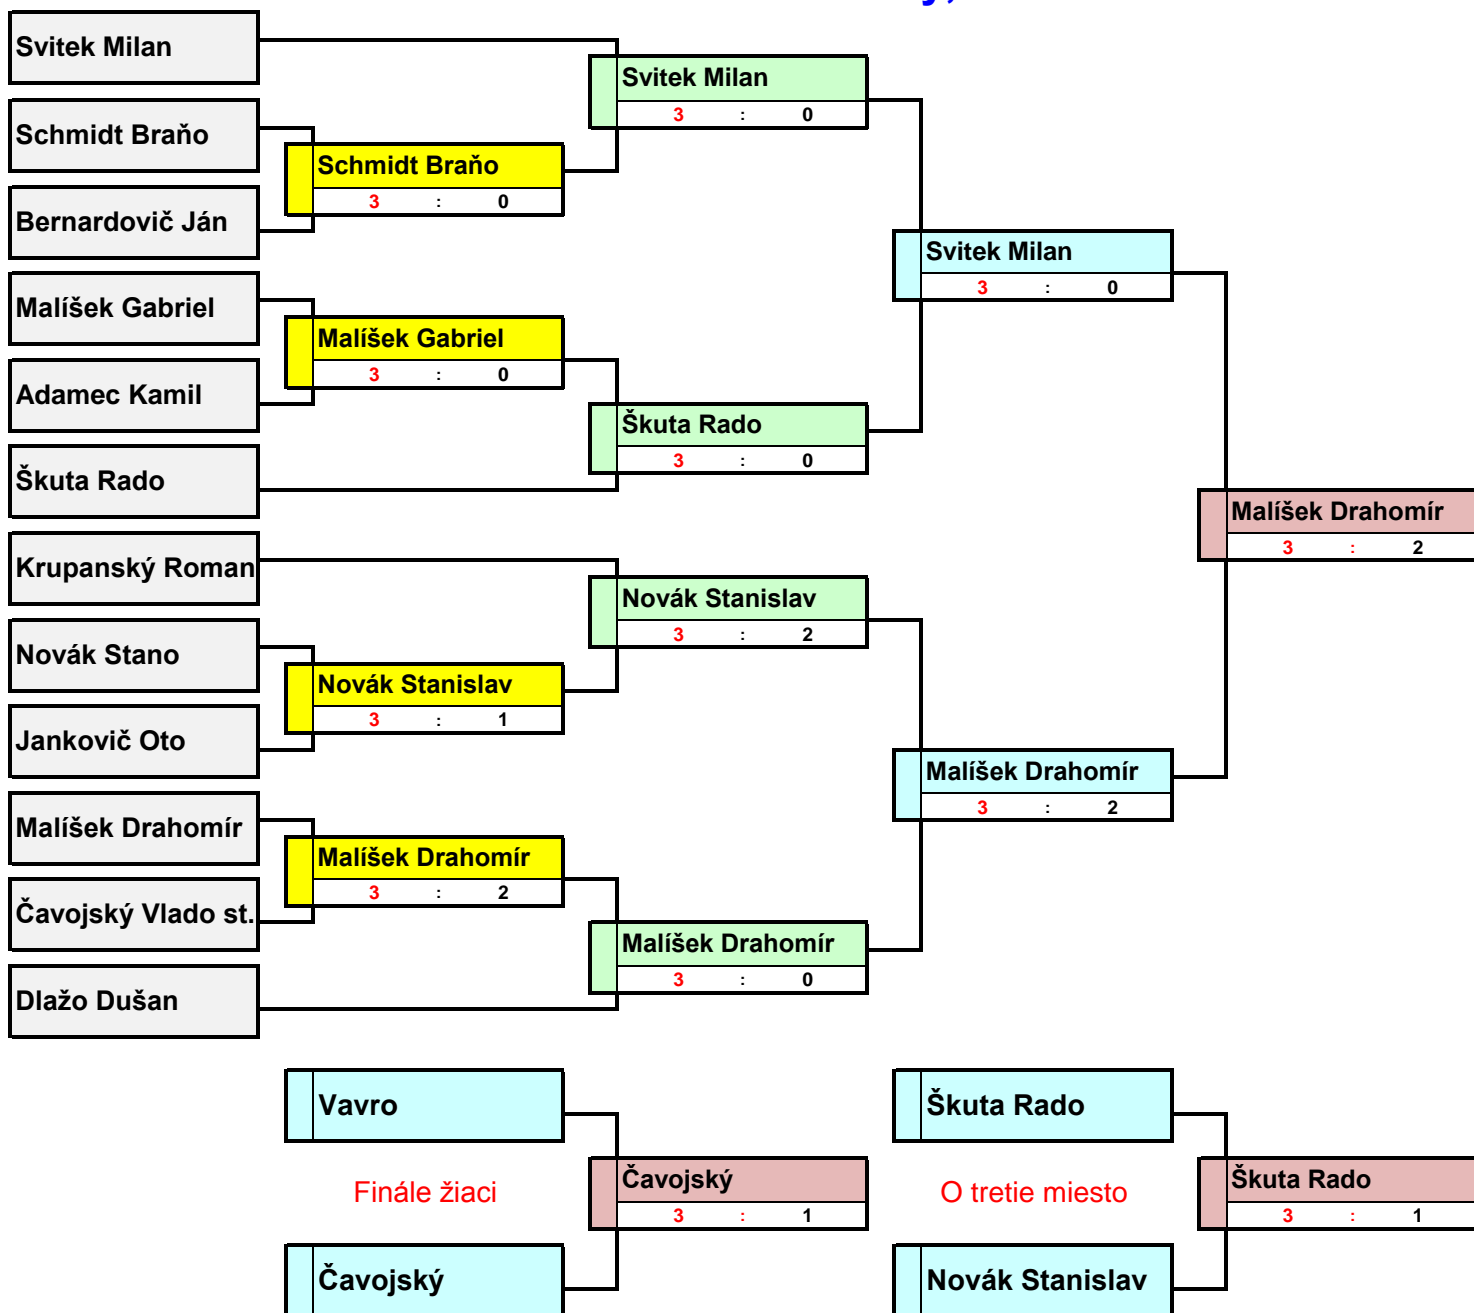 Svitek Milan
Svitek Milan
3 : 0
Schmidt Braňo
Schmidt Braňo
3 : 0
Bernardovič Ján
Svitek Milan
3 : 0
Malíšek Gabriel
Malíšek Gabriel
3 : 0
Adamec Kamil
Škuta Rado
3 : 0
Škuta Rado
Malíšek Drahomír
3 : 2
Krupanský Roman
Novák Stanislav
3 : 2
Novák Stano
Novák Stanislav
3 : 1
Jankovič Oto
Malíšek Drahomír
3 : 2
Malíšek Drahomír
Malíšek Drahomír
3 : 2
Čavojský Vlado st.
Malíšek Drahomír
3 : 0
Dlažo Dušan
Vavro
Škuta Rado
Finále žiaci
Čavojský
3 : 1
O tretie miesto
Škuta Rado
3 : 1
Čavojský
Novák Stanislav